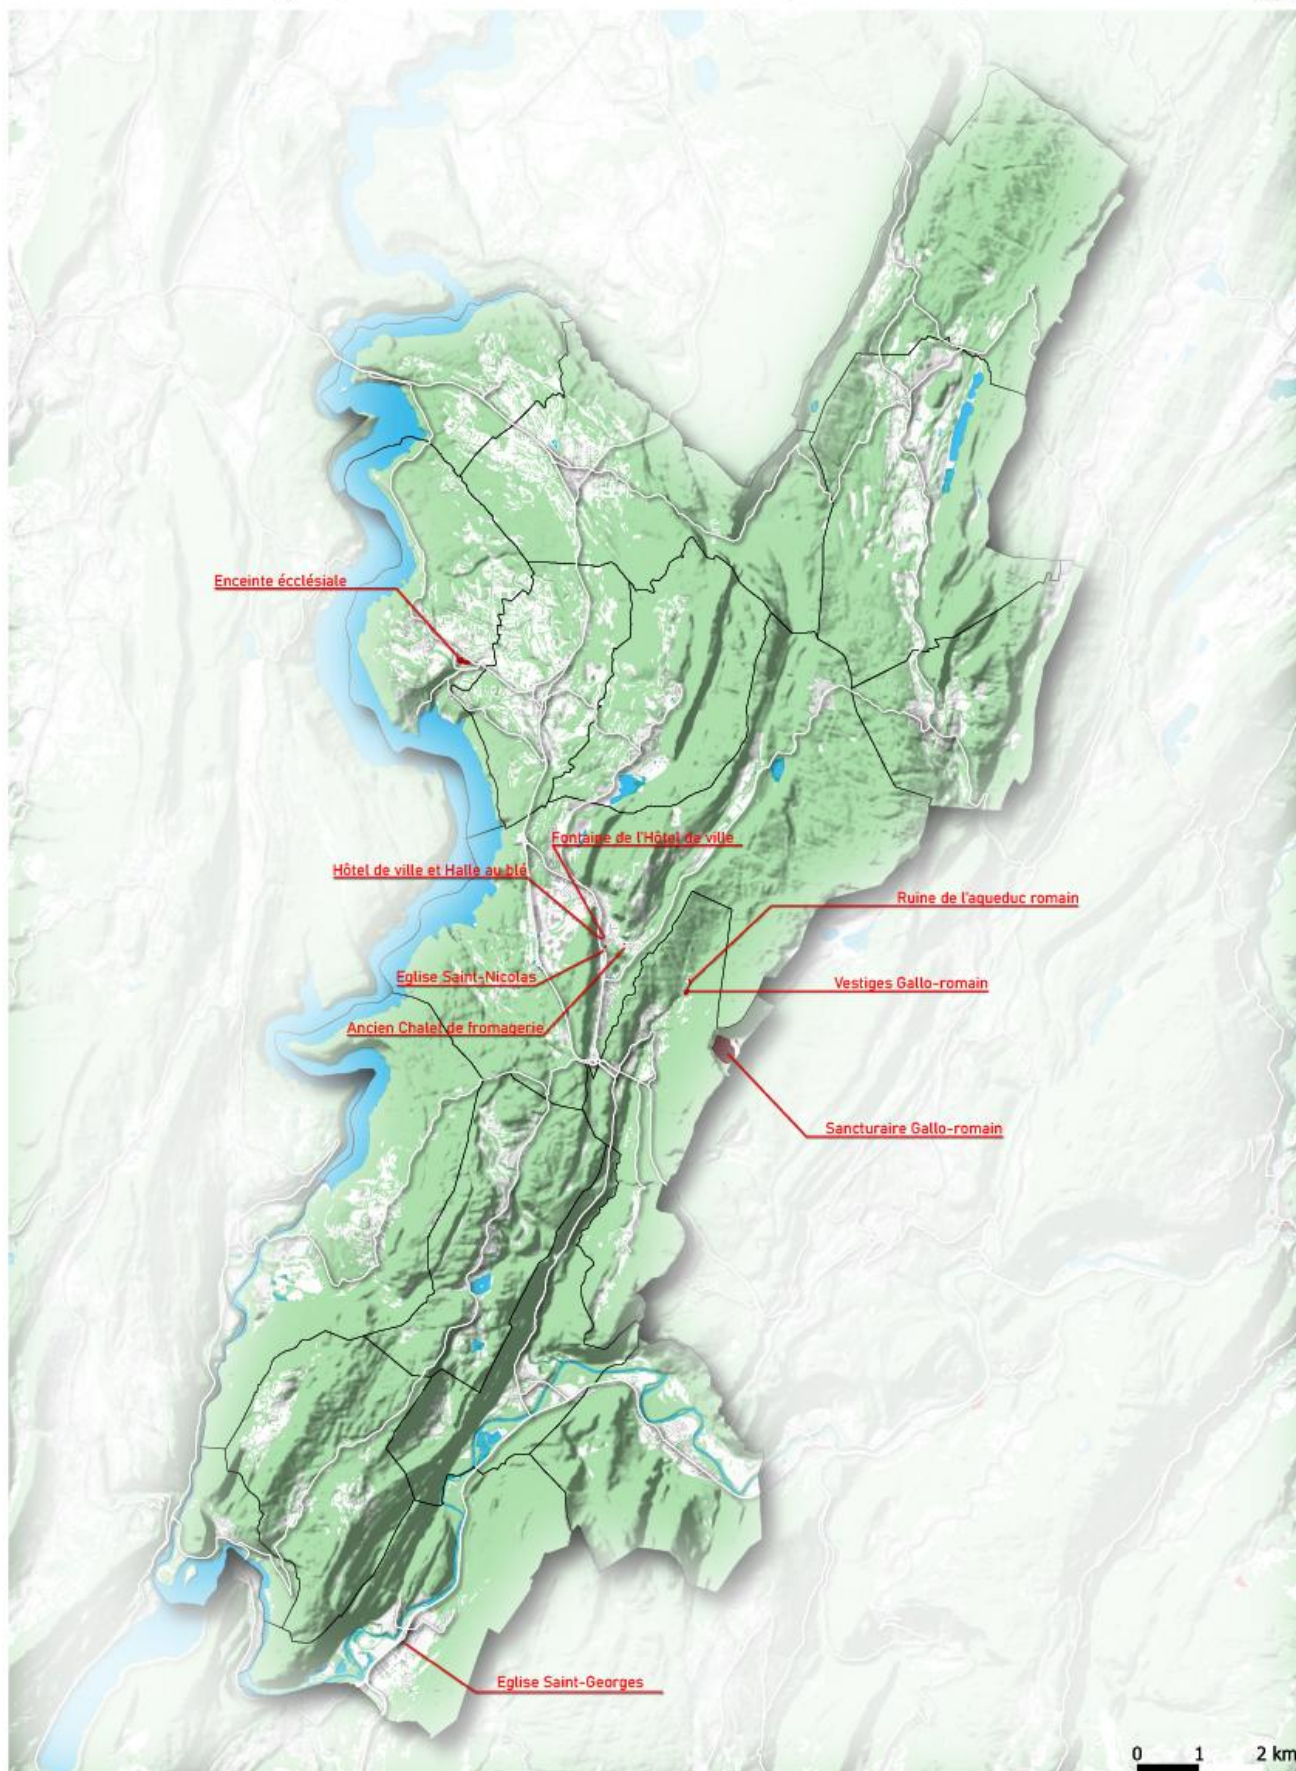 Enceinte écclésiale
Fontaine de l'Hôtel de ville
Hôtel de ville et Halle au blé
Ruine de l'aqueduc romain
Eglise Saint-Nicolas
Vestiges Gallo-romain
Ancien Chalet de fromagerie
Sancturaire Gallo-romain
Eglise Saint-Georges
0 1 2 km